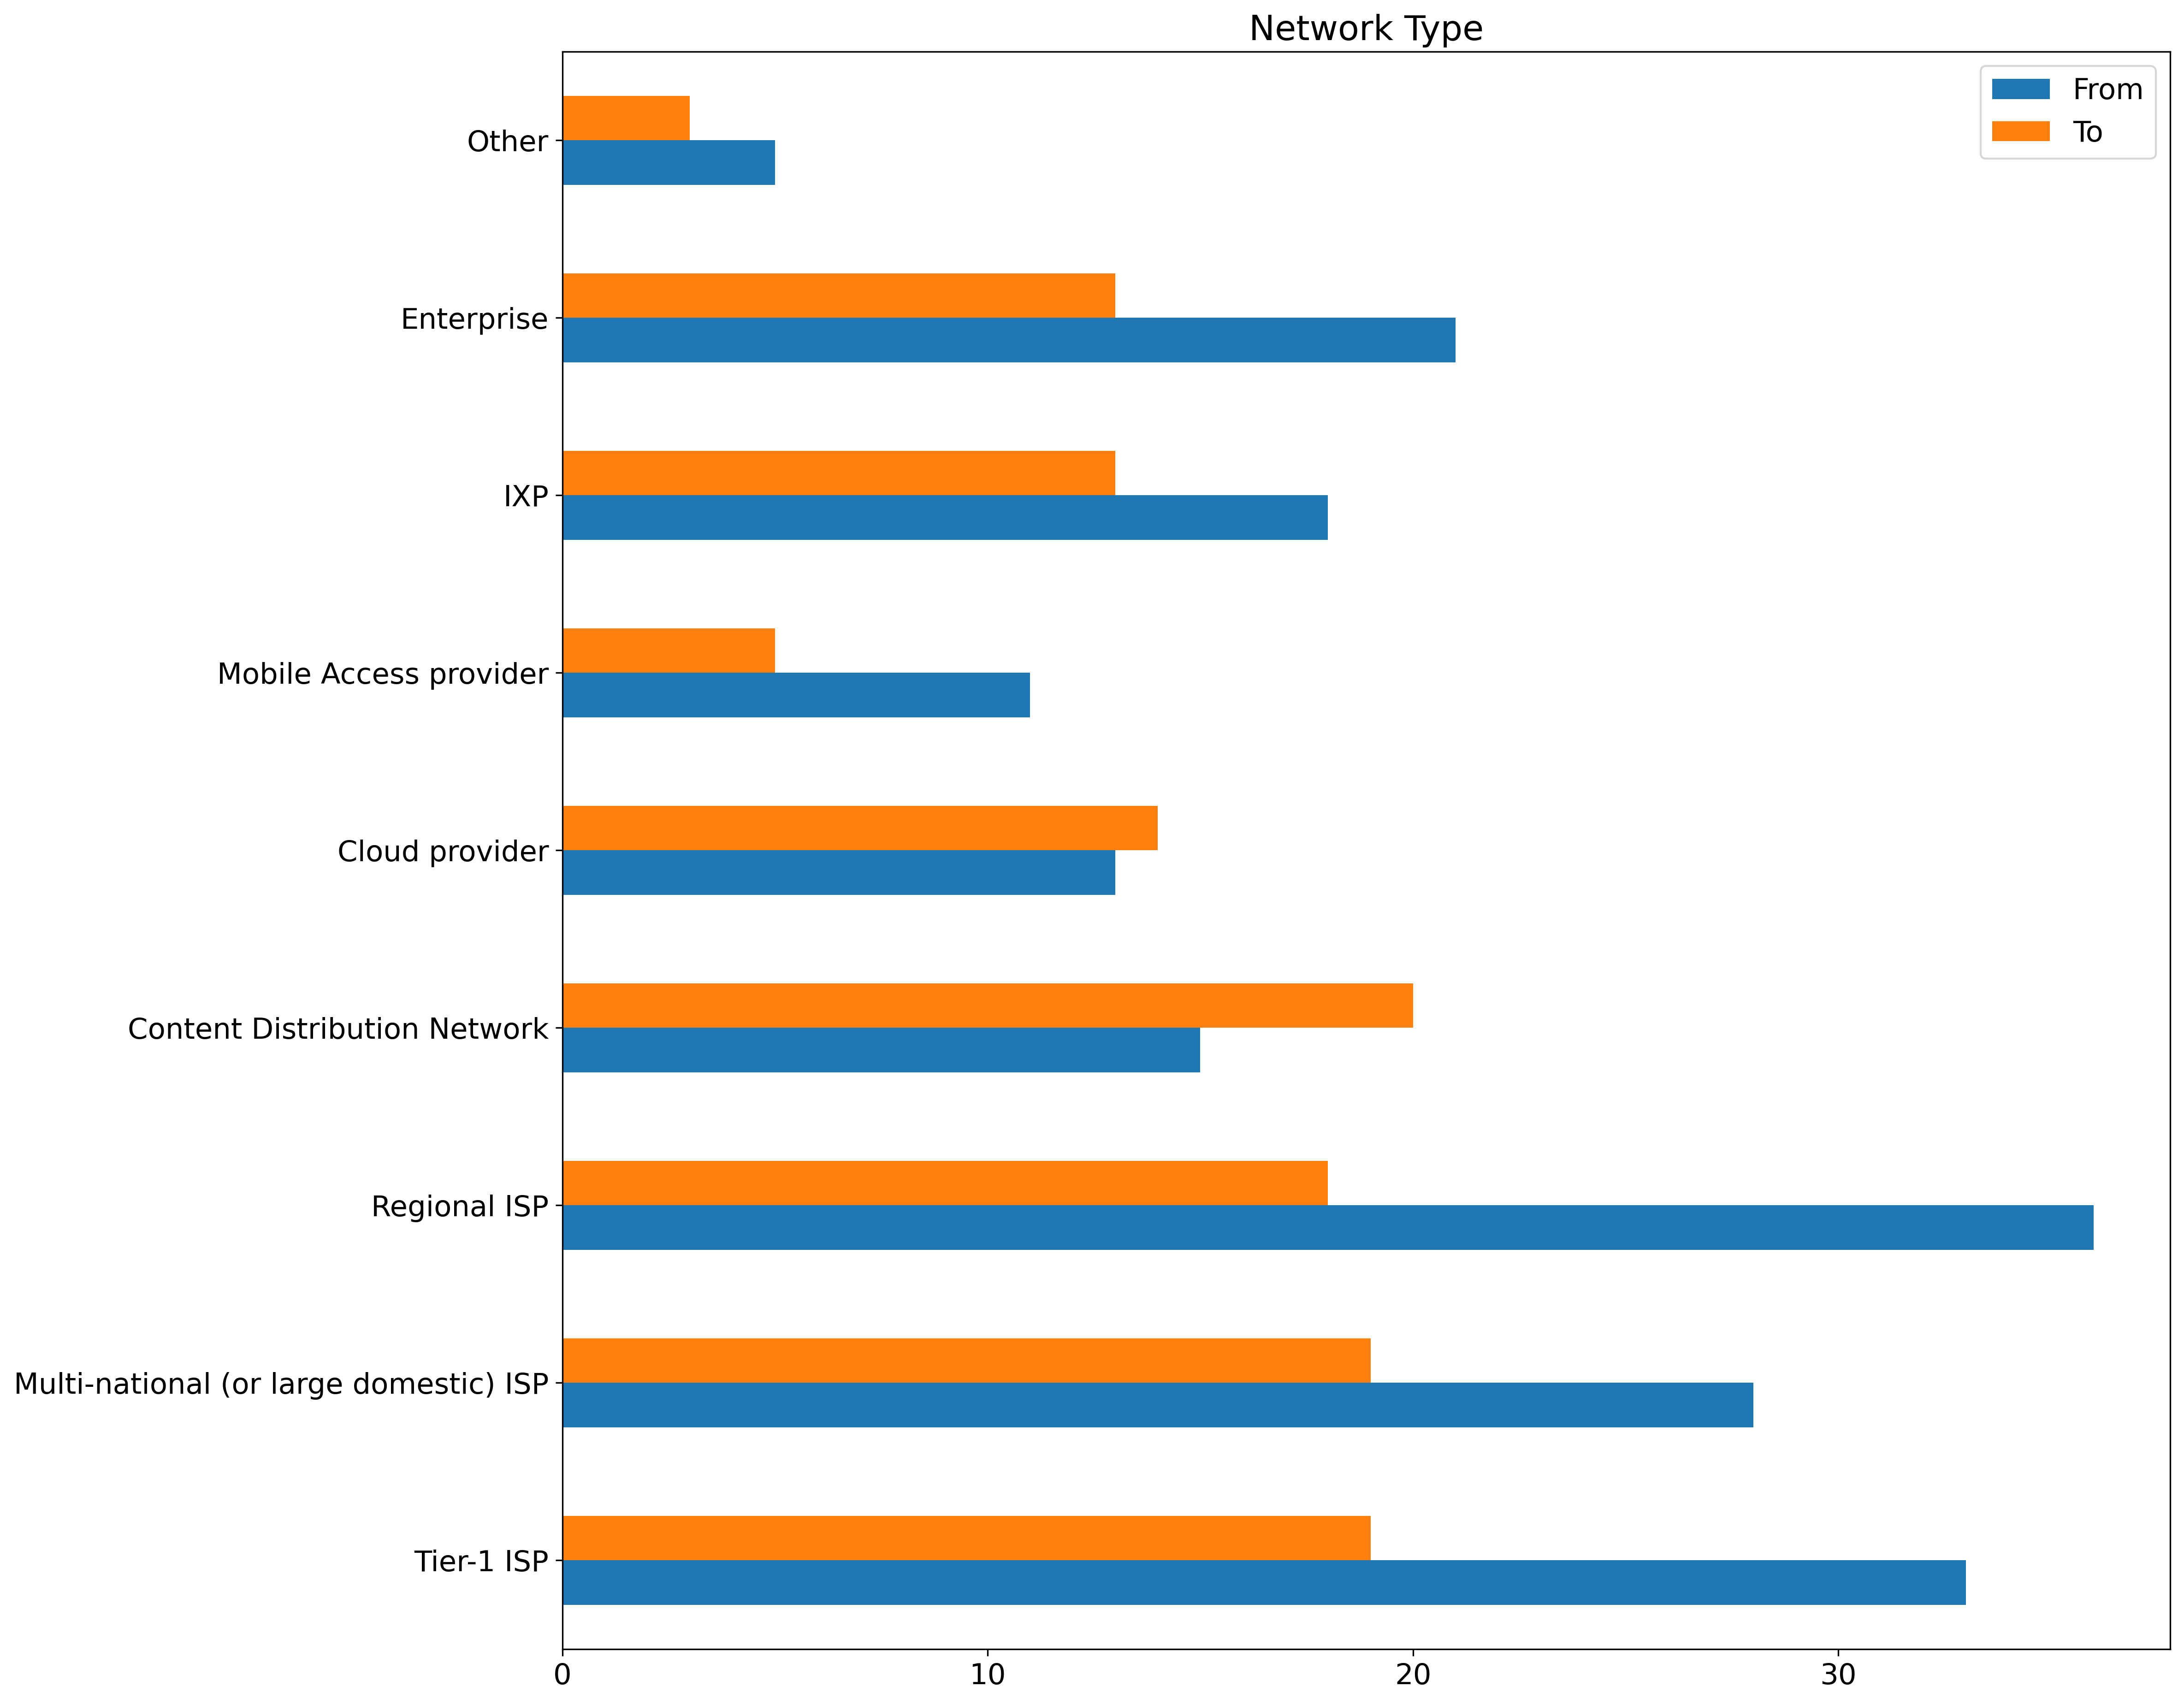 Network Type
From
To
Other
Enterprise
IXP
Mobile Access provider
Cloud provider
Content Distribution Network
Regional ISP
Multi-national (or large domestic) ISP
Tier-1 ISP
0 10 20 30